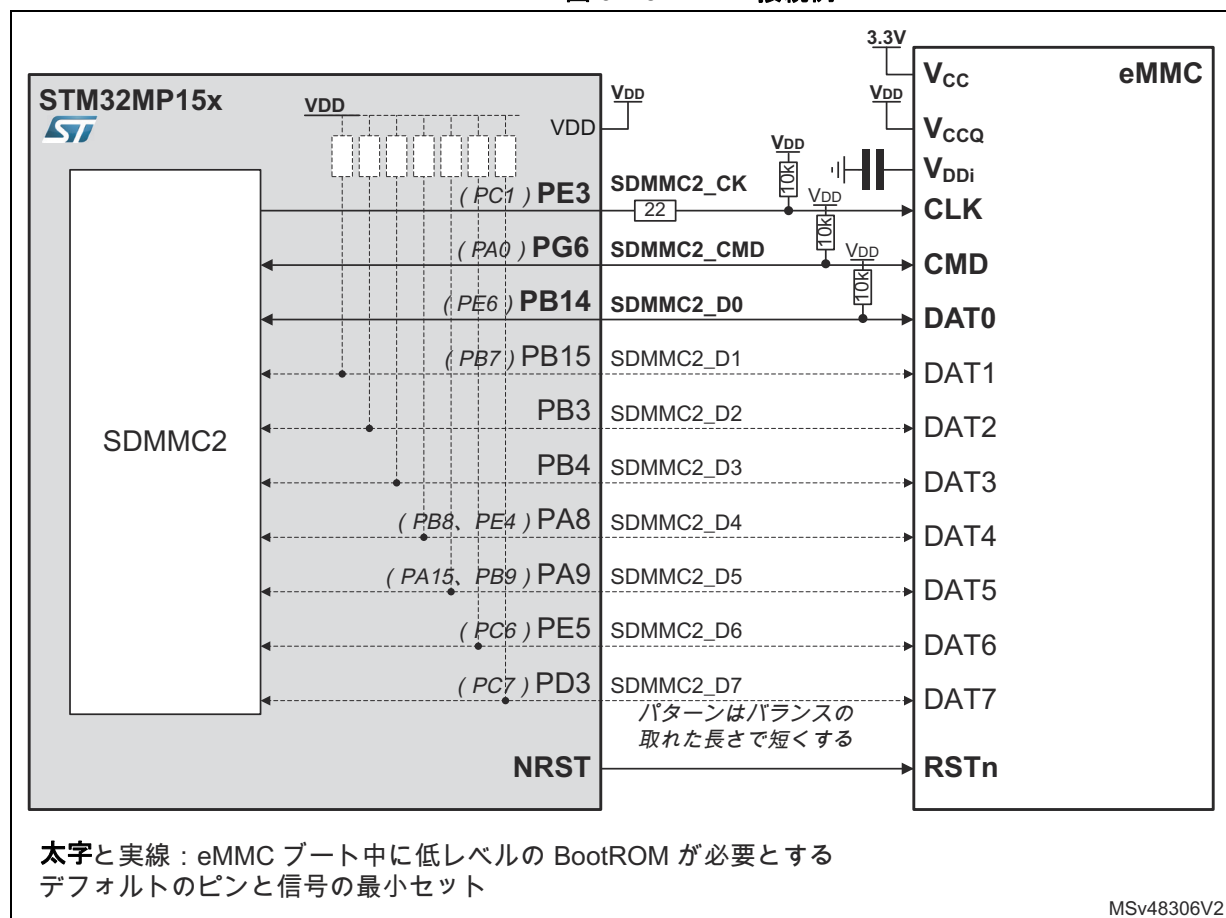 3.3V
VCC
eMMC
STM32MP15x
ST
VDD
VDD
VDD
VDD
VCCQ
VDD
VDDi
10k
( PC1 ) PE3
SDMMC2_CK
22
VDD
CLK
10k
( PA0 ) PG6
SDMMC2_CMD
VDD
CMD
10k
( PE6 ) PB14
SDMMC2_D0
DAT0
( PB7 ) PB15
SDMMC2_D1
DAT1
SDMMC2
PB3
SDMMC2_D2
DAT2
PB4
SDMMC2_D3
DAT3
( PB8、PE4 ) PA8
SDMMC2_D4
DAT4
( PA15、PB9 ) PA9
SDMMC2_D5
DAT5
( PC6 ) PE5
SDMMC2_D6
DAT6
( PC7 ) PD3
SDMMC2_D7
DAT7
パターンはバランスの
取れた長さで短くする
NRST
RSTn
太字と実線：eMMC ブート中に低レベルの BootROM が必要とする
デフォルトのピンと信号の最小セット
MSv48306V2